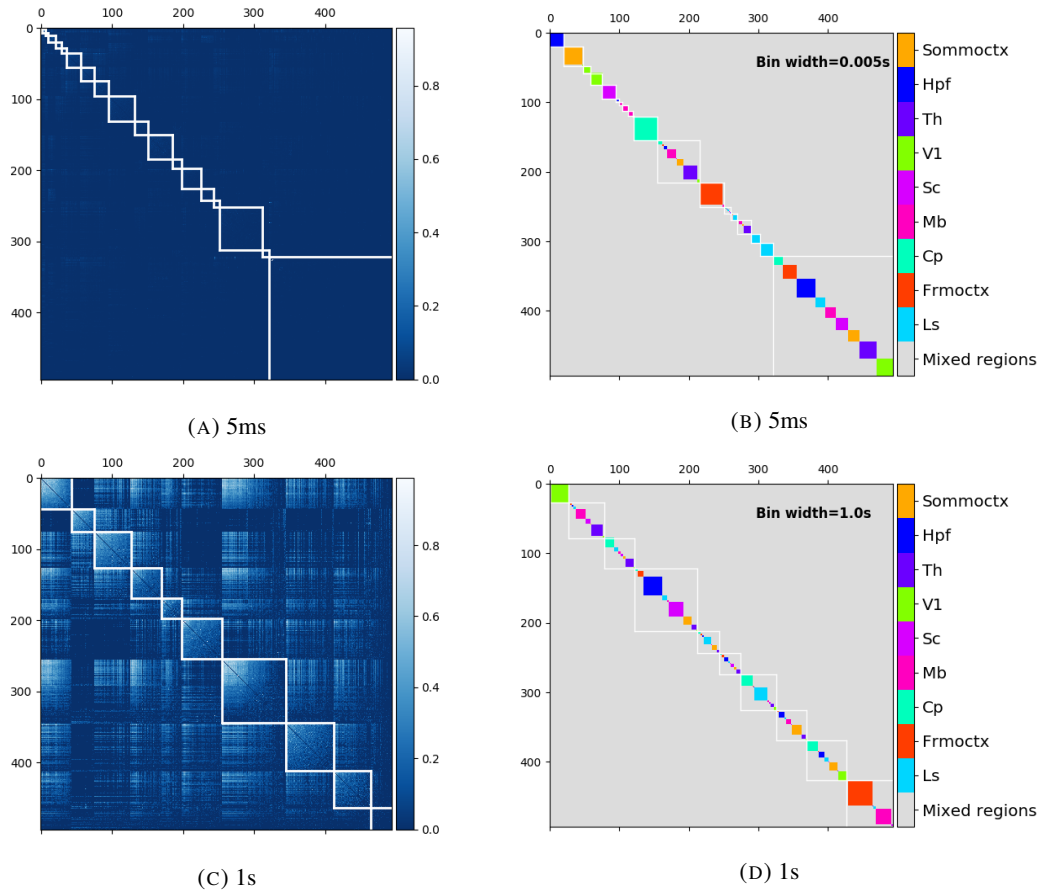 0 100 200 300 400
0
100
200
300
400
0.8
0.6
0.4
0.2
0.0
(A) 5ms
0 100 200 300 400
0
100
200
300
400
Bin width=0.005s
Sommoctx
Hpf
Th
V1
Sc
Mb
Cp
Frmoctx
Ls
Mixed regions
(B) 5ms
0 100 200 300 400
0
100
200
300
400
0.8
0.6
0.4
0.2
0.0
(C) 1s
0 100 200 300 400
0
100
200
300
400
Bin width=1.0s
Sommoctx
Hpf
Th
V1
Sc
Mb
Cp
Frmoctx
Ls
Mixed regions
(D) 1s